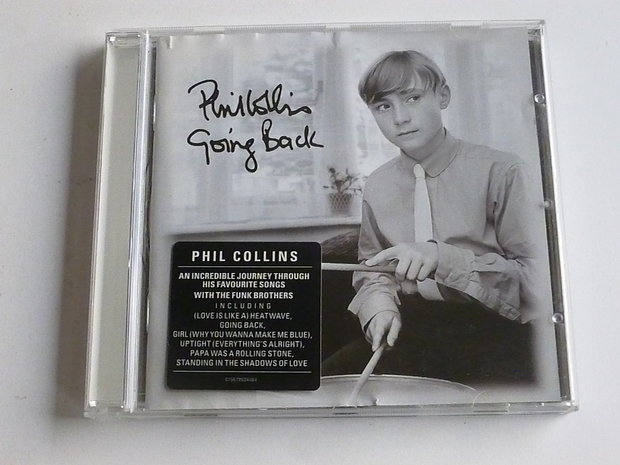 Phil Collins
Going Back
PHIL COLLINS
AN INCREDIBLE JOURNEY THROUGH
HIS FAVOURITE SONGS
WITH THE FUNK BROTHERS
INCLUDING
(LOVE IS LIKE A) HEATWAVE,
GOING BACK,
GIRL (WHY YOU WANNA MAKE ME BLUE),
UPTIGHT (EVERYTHING'S ALRIGHT),
PAPA WAS A ROLLING STONE,
STANDING IN THE SHADOWS OF LOVE